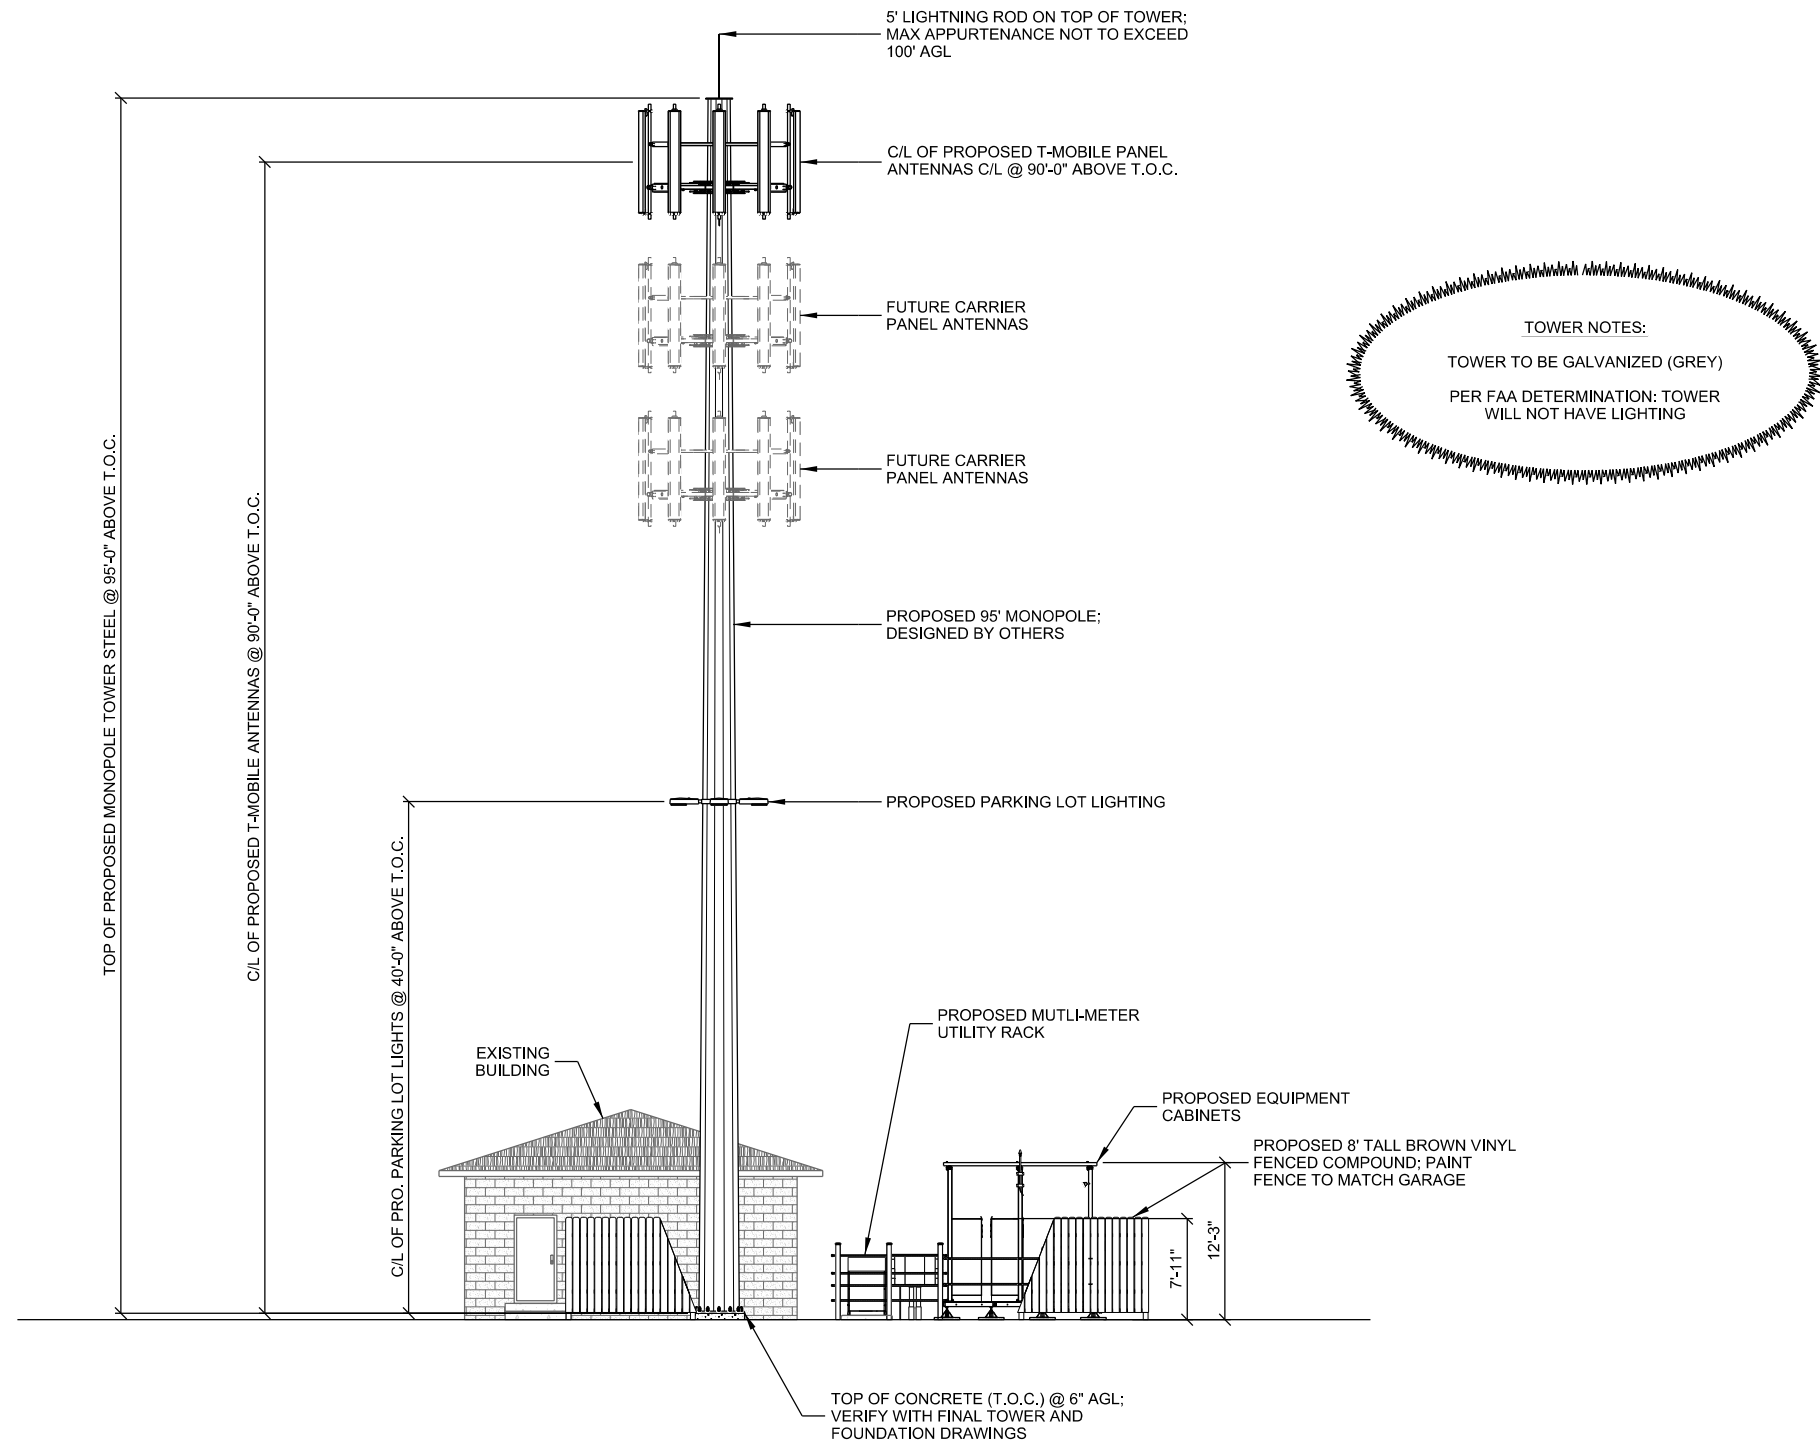 5' LIGHTNING ROD ON TOP OF TOWER;
MAX APPURTENANCE NOT TO EXCEED
100' AGL
C/L OF PROPOSED T-MOBILE PANEL
ANTENNAS C/L @ 90'-0" ABOVE T.O.C.
FUTURE CARRIER
PANEL ANTENNAS
TOWER NOTES:
TOWER TO BE GALVANIZED (GREY)
PER FAA DETERMINATION: TOWER
WILL NOT HAVE LIGHTING
FUTURE CARRIER
PANEL ANTENNAS
TOP OF PROPOSED MONOPOLE TOWER STEEL @ 95'-0" ABOVE T.O.C.
C/L OF PROPOSED T-MOBILE ANTENNAS @ 90'-0" ABOVE T.O.C.
C/L OF PRO. PARKING LOT LIGHTS @ 40'-0" ABOVE T.O.C.
PROPOSED 95' MONOPOLE;
DESIGNED BY OTHERS
PROPOSED PARKING LOT LIGHTING
PROPOSED MUTLI-METER
UTILITY RACK
EXISTING
BUILDING
PROPOSED EQUIPMENT
CABINETS
PROPOSED 8' TALL BROWN VINYL
FENCED COMPOUND; PAINT
FENCE TO MATCH GARAGE
7'-11"
12'-3"
TOP OF CONCRETE (T.O.C.) @ 6" AGL;
VERIFY WITH FINAL TOWER AND
FOUNDATION DRAWINGS